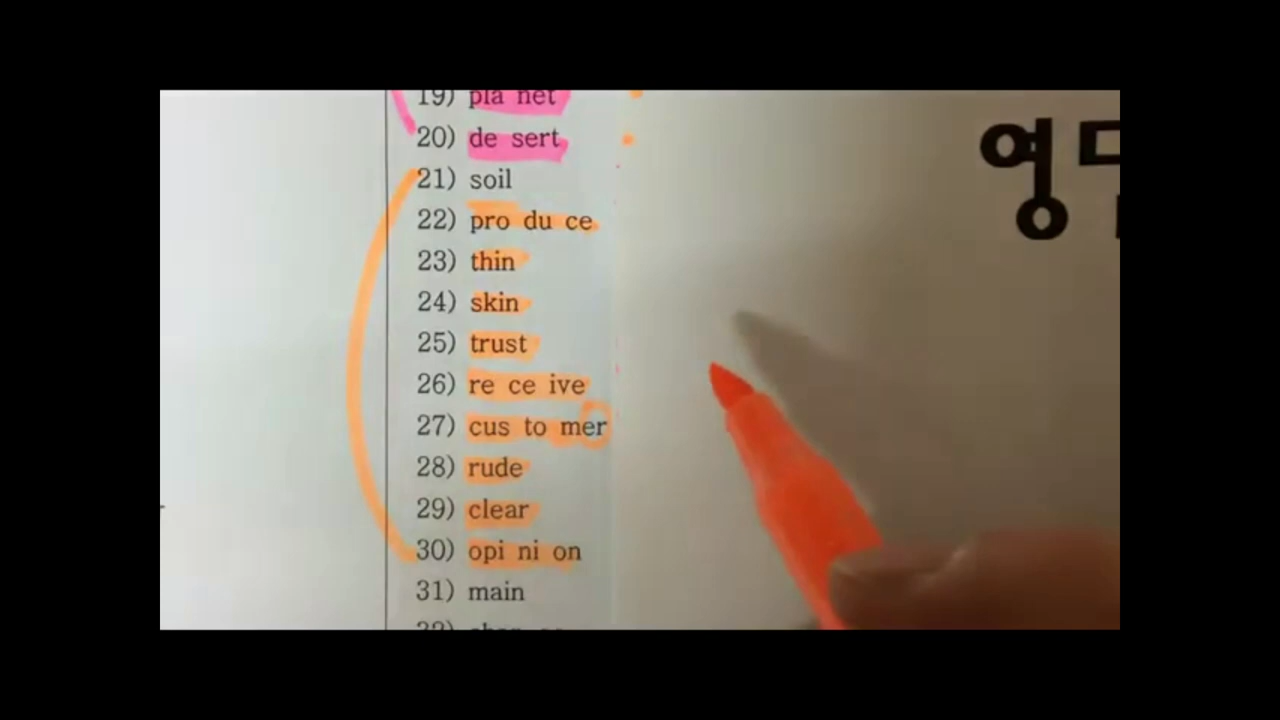 19) pla net
20) de sert
21) soil
22) pro du ce
23) thin
24) skin
25) trust
26) re ce ive
27) cus to mer
28) rude
29) clear
30) opi ni on
31) main
영